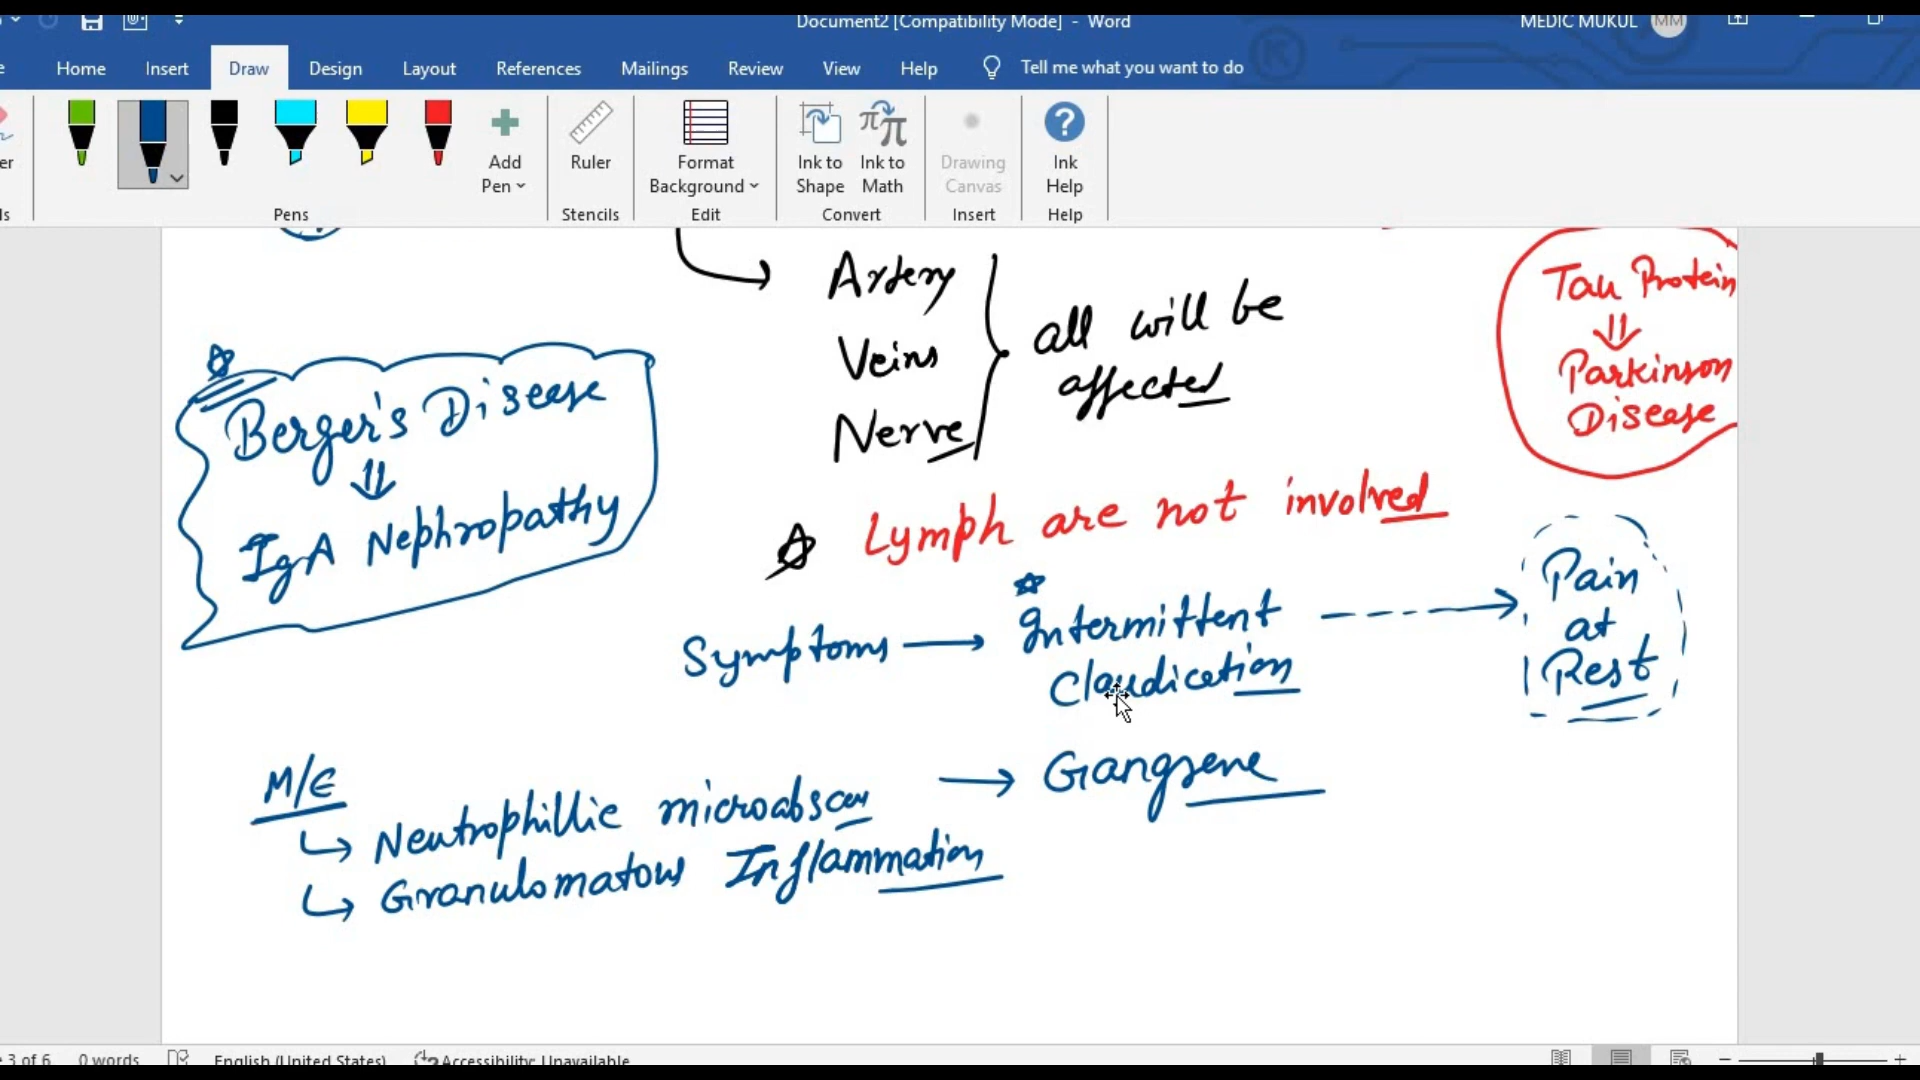 Document2 [Compatibility Mode] - Word
MEDIC MUKUL MM
Home Insert Draw Design Layout References Mailings Review View Help Tell me what you want to do
Add Pen
Ruler
Format Background
Ink to Shape
Ink to Math
Drawing Canvas
Ink Help
Pens Stencils Edit Convert Insert Help
Artery
Veins
Nerve
all will be
affected
Tau Protein
⇓
Parkinson
Disease
Berger's Disease
⇓
IgA Nephropathy
Lymph are not involved
Symptoms → Intermittent
Claudication
Pain
at
Rest
→ Gangrene
M/E
Neutrophillic microabscess
Granulomatous Inflammation
3 of 6 0 words English (United States) Accessibility: Unavailable